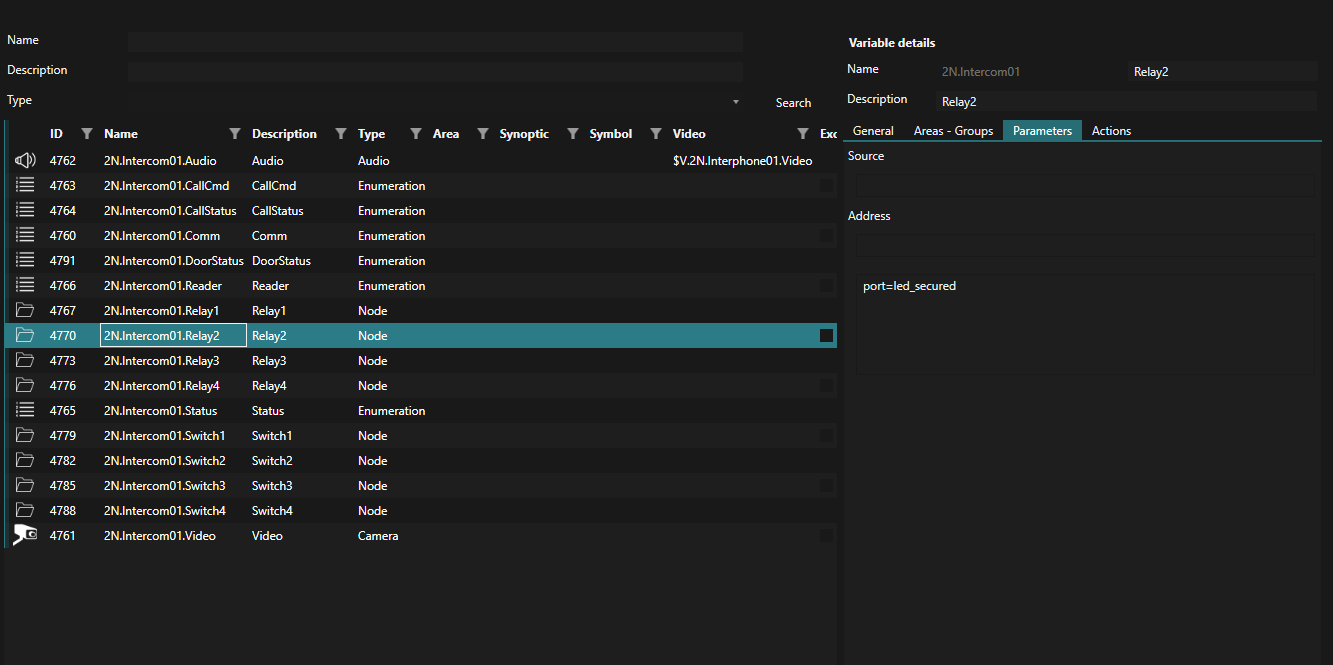 Name
Description
Type
Search
ID Name Description Type Area Synoptic Symbol Video Exc
4762 2N.Intercom01.Audio Audio Audio $V.2N.Interphone01.Video
4763 2N.Intercom01.CallCmd CallCmd Enumeration
4764 2N.Intercom01.CallStatus CallStatus Enumeration
4760 2N.Intercom01.Comm Comm Enumeration
4791 2N.Intercom01.DoorStatus DoorStatus Enumeration
4766 2N.Intercom01.Reader Reader Enumeration
4767 2N.Intercom01.Relay1 Relay1 Node
4770 2N.Intercom01.Relay2 Relay2 Node
4773 2N.Intercom01.Relay3 Relay3 Node
4776 2N.Intercom01.Relay4 Relay4 Node
4765 2N.Intercom01.Status Status Enumeration
4779 2N.Intercom01.Switch1 Switch1 Node
4782 2N.Intercom01.Switch2 Switch2 Node
4785 2N.Intercom01.Switch3 Switch3 Node
4788 2N.Intercom01.Switch4 Switch4 Node
4761 2N.Intercom01.Video Video Camera
Variable details
Name 2N.Intercom01 Relay2
Description Relay2
General Areas - Groups Parameters Actions
Source
Address
port=led_secured